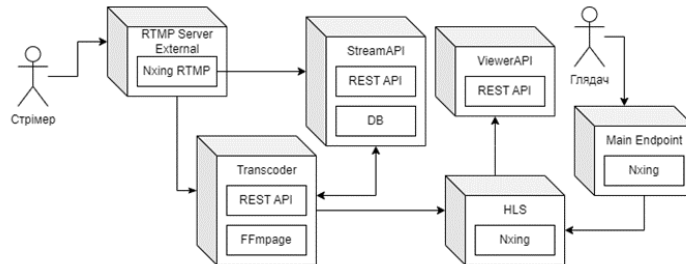 RTMP Server
External
Nxing RTMP
Стрімер
StreamAPI
REST API
DB
ViewerAPI
REST API
Глядач
Main Endpoint
Nxing
Transcoder
REST API
FFmpage
HLS
Nxing